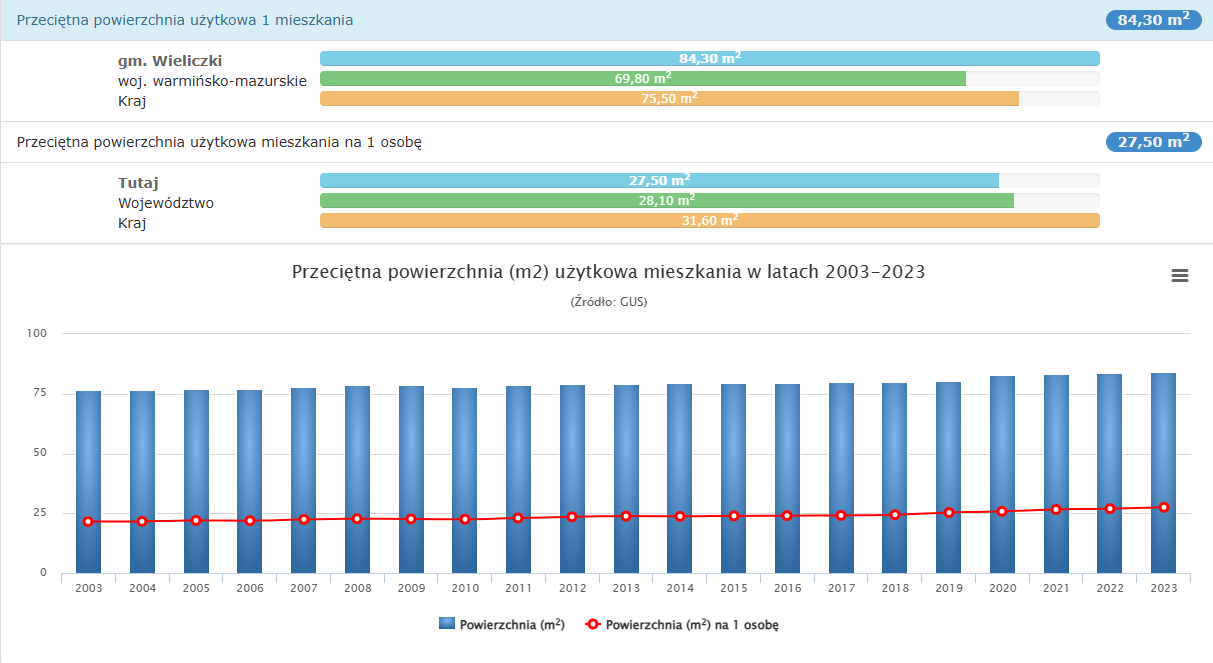 Przeciętna powierzchnia użytkowa 1 mieszkania 84,30 m²
gm. Wieliczki 84,30 m²
woj. warmińsko-mazurskie 69,80 m²
Kraj 75,50 m²
Przeciętna powierzchnia użytkowa mieszkania na 1 osobę 27,50 m²
Tutaj 27,50 m²
Województwo 28,10 m²
Kraj 31,60 m²
Przeciętna powierzchnia (m2) użytkowa mieszkania w latach 2003-2023
(Źródło: GUS)
100
75
50
25
0
2003 2004 2005 2006 2007 2008 2009 2010 2011 2012 2013 2014 2015 2016 2017 2018 2019 2020 2021 2022 2023
Powierzchnia (m²) Powierzchnia (m²) na 1 osobę